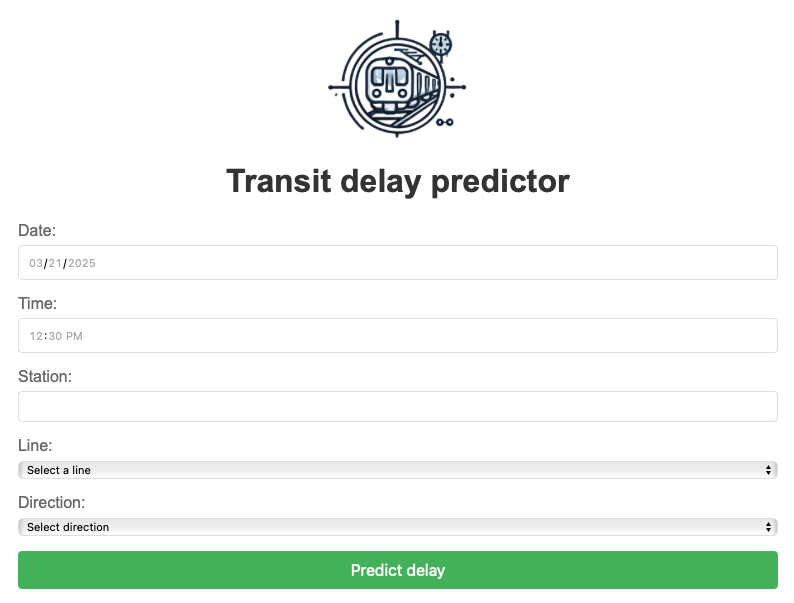 Transit delay predictor
Date:
03/21/2025
Time:
12:30 PM
Station:
Line:
Select a line
Direction:
Select direction
Predict delay